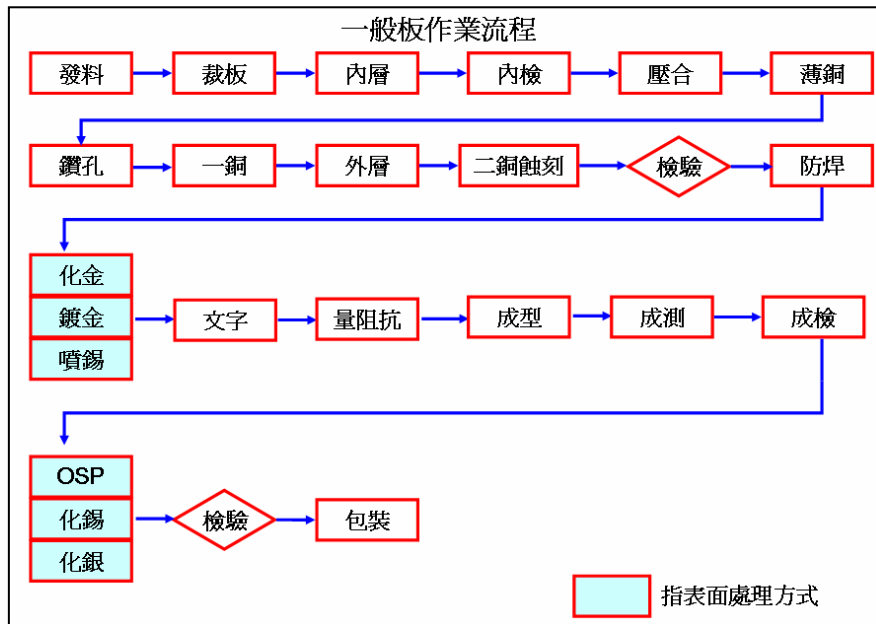 一般板作業流程
發料 裁板 內層 內檢 壓合 薄銅
鑽孔 一銅 外層 二銅蝕刻 檢驗 防焊
化金
鍍金 文字 量阻抗 成型 成測 成檢
噴錫
OSP
化錫 檢驗 包裝
化銀
指表面處理方式